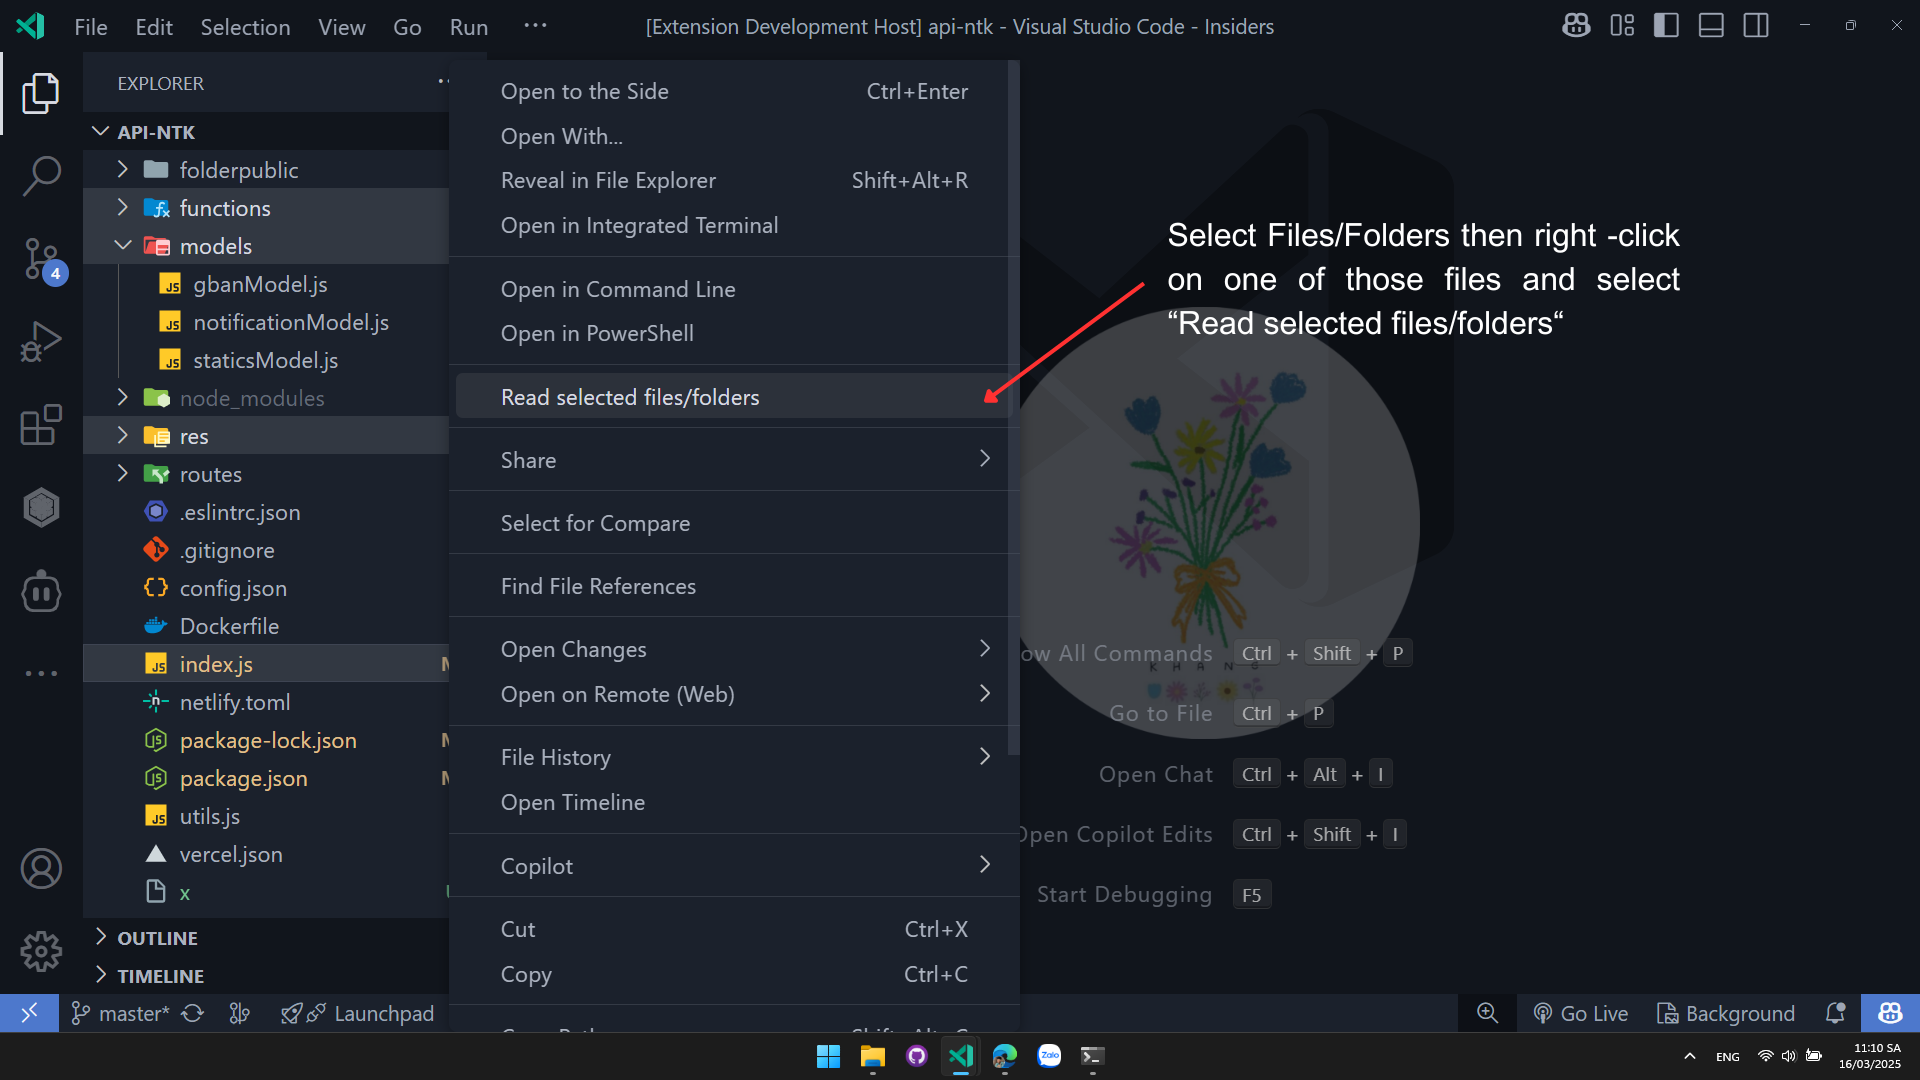 File Edit Selection View Go Run ··· [Extension Development Host] api-ntk - Visual Studio Code - Insiders
EXPLORER
API-NTK
folderpublic
functions
models
gbanModel.js
notificationModel.js
staticsModel.js
node_modules
res
routes
.eslintrc.json
.gitignore
config.json
Dockerfile
index.js
netlify.toml
package-lock.json
package.json
utils.js
vercel.json
x
OUTLINE
TIMELINE
4
Open to the Side Ctrl+Enter
Open With...
Reveal in File Explorer Shift+Alt+R
Open in Integrated Terminal
Open in Command Line
Open in PowerShell
Read selected files/folders
Share
Select for Compare
Find File References
Open Changes
Open on Remote (Web)
File History
Open Timeline
Copilot
Cut Ctrl+X
Copy Ctrl+C
Select Files/Folders then right -click
on one of those files and select
“Read selected files/folders“
KHANG
All Commands Ctrl + Shift + P
Go to File Ctrl + P
Open Chat Ctrl + Alt + I
Open Copilot Edits Ctrl + Shift + I
Start Debugging F5
master* Launchpad Go Live Background
Zalo
ENG
11:10 SA
16/03/2025